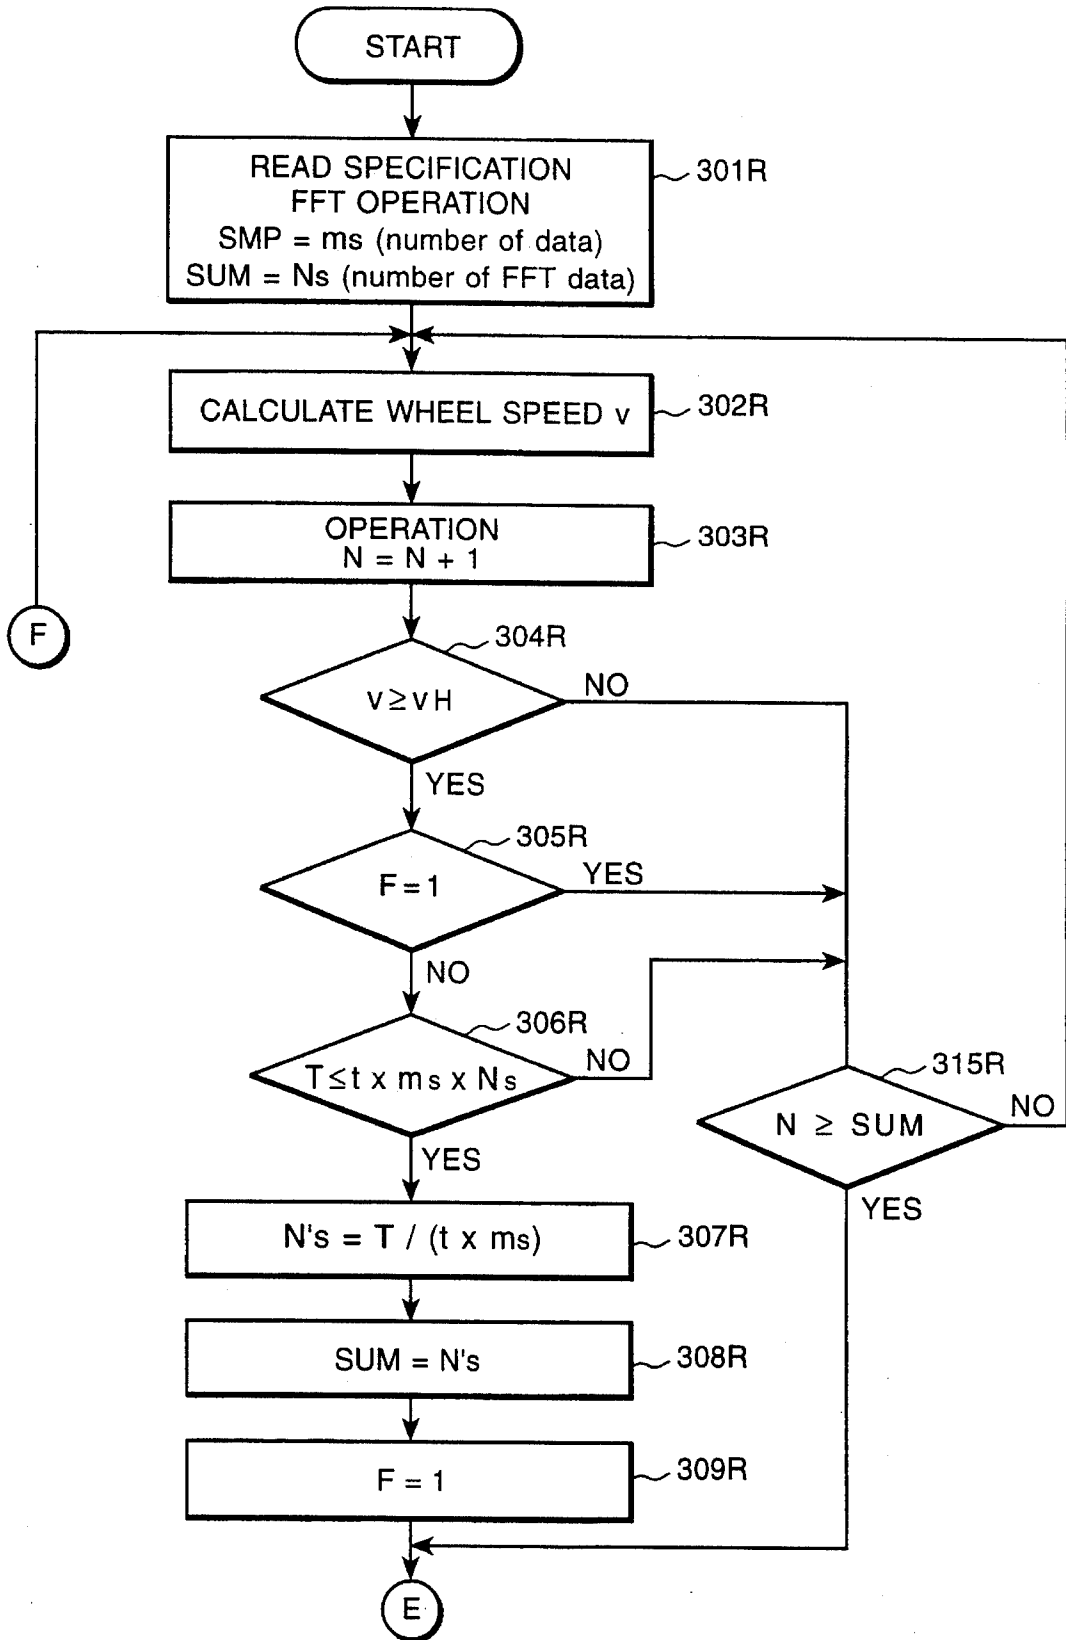 START
READ SPECIFICATION
FFT OPERATION
SMP = ms (number of data)
SUM = Ns (number of FFT data)
301R
CALCULATE WHEEL SPEED v
302R
OPERATION
N = N + 1
303R
F
304R
v ≥ vH
NO
YES
305R
F = 1
YES
NO
306R
T ≤ t x ms x Ns
NO
YES
315R
N ≥ SUM
NO
YES
N's = T / (t x ms)
307R
SUM = N's
308R
F = 1
309R
E